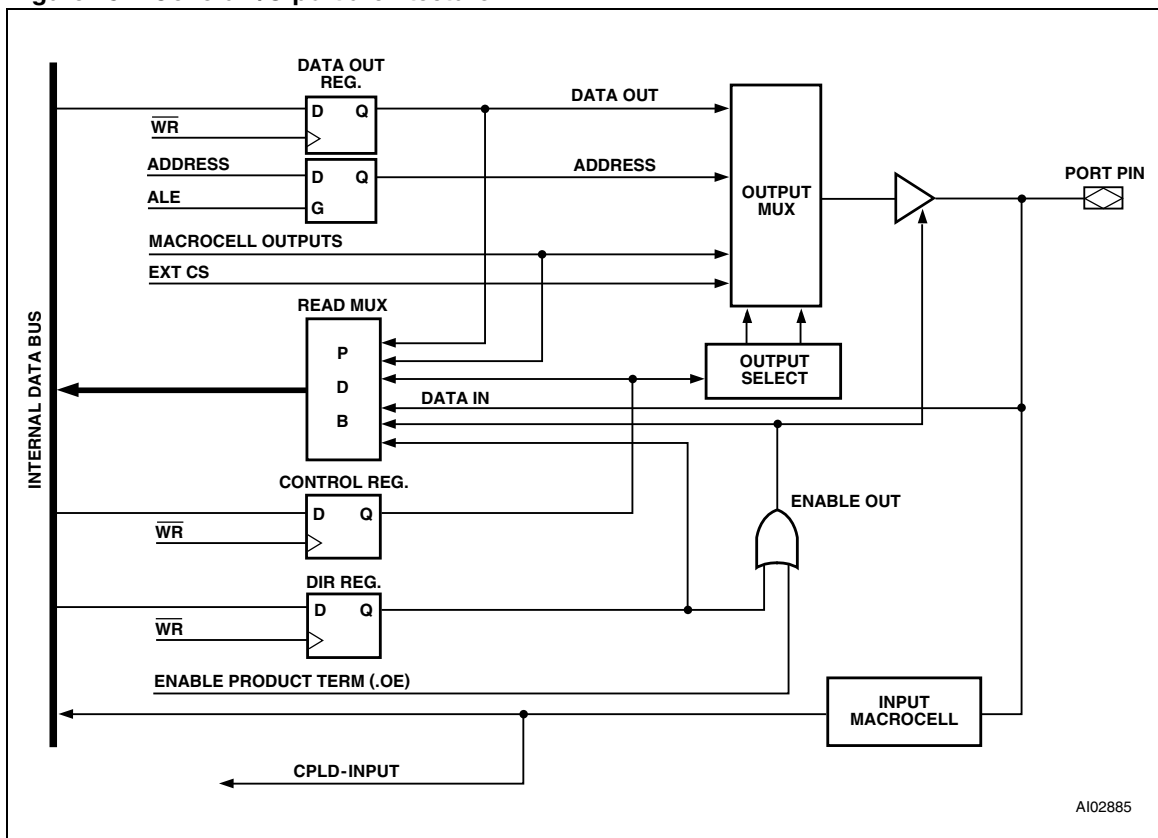 DATA OUT
REG.
D Q
DATA OUT
WR
ADDRESS
D Q
ADDRESS
ALE
G
OUTPUT
MUX
PORT PIN
MACROCELL OUTPUTS
EXT CS
READ MUX
P
D
B
OUTPUT
SELECT
DATA IN
INTERNAL DATA BUS
CONTROL REG.
D Q
WR
ENABLE OUT
DIR REG.
D Q
WR
ENABLE PRODUCT TERM (.OE)
INPUT
MACROCELL
CPLD-INPUT
AI02885